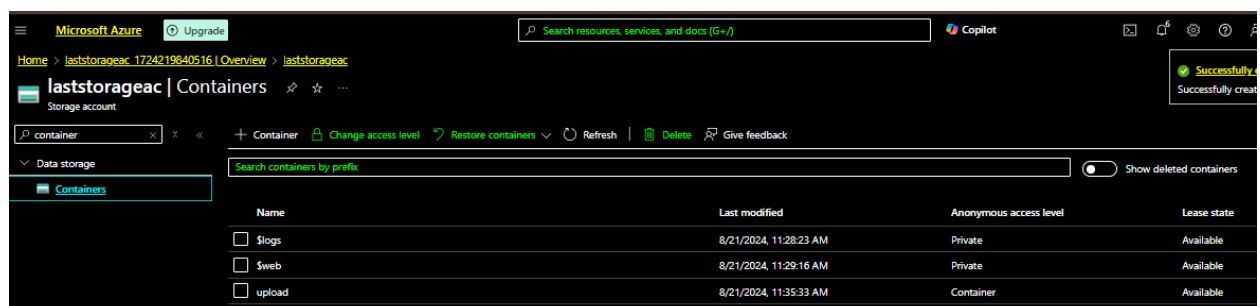 Microsoft Azure Upgrade Search resources, services, and docs (G+/) Copilot 6
Home > laststorageac_1724219840516 | Overview > laststorageac
laststorageac | Containers
Storage account
Successfully
Successfully creat
container
+ Container Change access level Restore containers Refresh | Delete Give feedback
Data storage
Containers
Search containers by prefix
Show deleted containers
Name Last modified Anonymous access level Lease state
$logs 8/21/2024, 11:28:23 AM Private Available
$web 8/21/2024, 11:29:16 AM Private Available
upload 8/21/2024, 11:35:33 AM Container Available